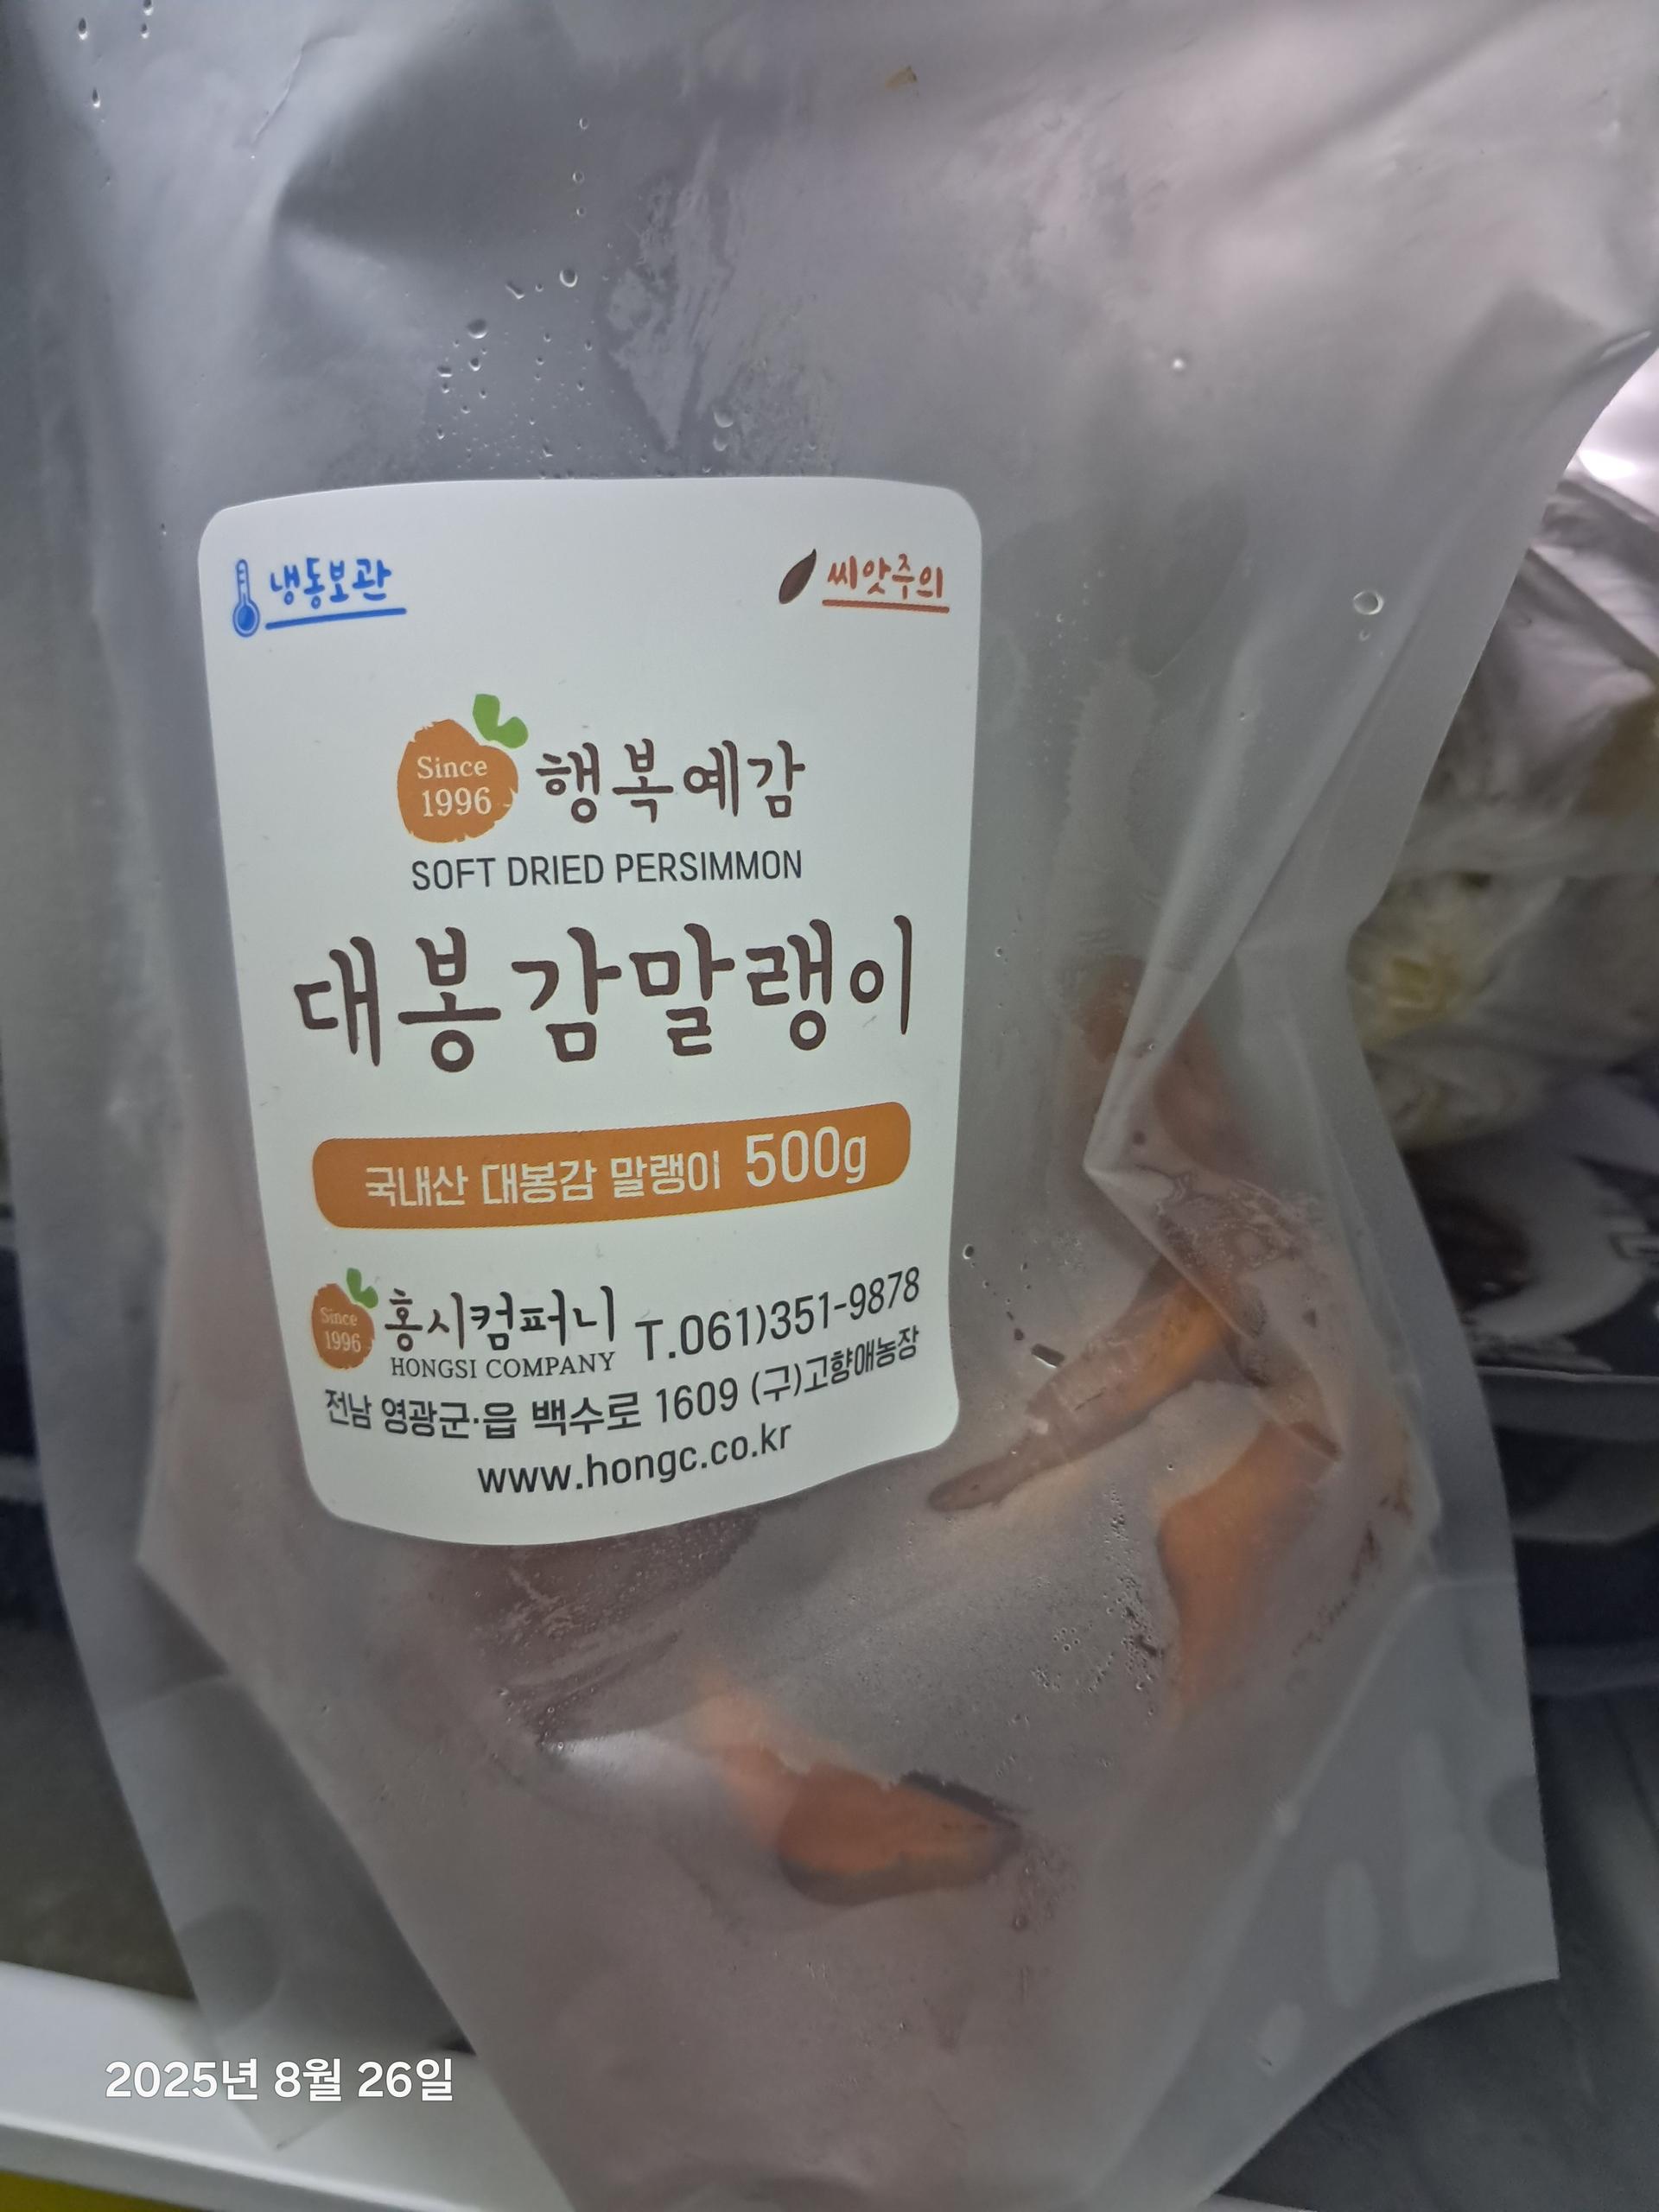 냉동보관
씨앗주의
Since
1996
행복예감
SOFT DRIED PERSIMMON
대봉감말랭이
국내산 대봉감 말랭이 500g
Since
1996
홍시컴퍼니
HONGSI COMPANY
T.061)351-9878
전남 영광군·읍 백수로 1609 (구)고향애농장
www.hongc.co.kr
2025년 8월 26일